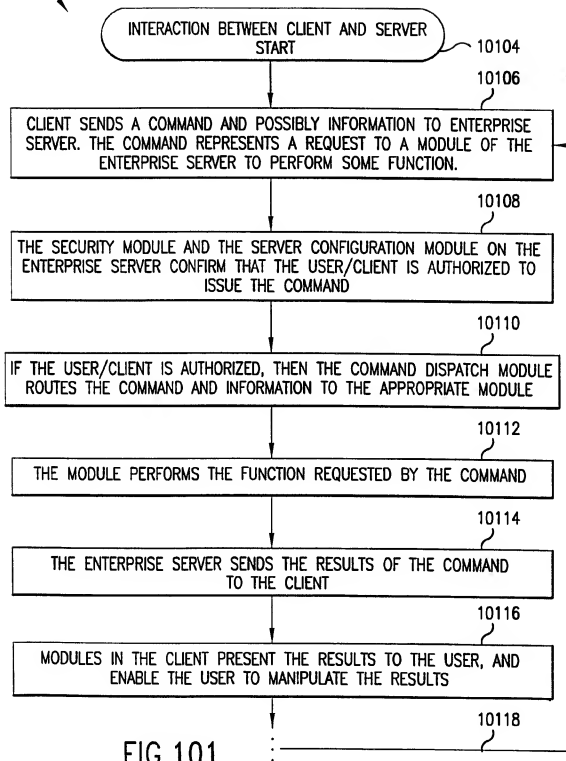 INTERACTION BETWEEN CLIENT AND SERVER
START
10104
10106
CLIENT SENDS A COMMAND AND POSSIBLY INFORMATION TO ENTERPRISE
SERVER. THE COMMAND REPRESENTS A REQUEST TO A MODULE OF THE
ENTERPRISE SERVER TO PERFORM SOME FUNCTION.
10108
THE SECURITY MODULE AND THE SERVER CONFIGURATION MODULE ON THE
ENTERPRISE SERVER CONFIRM THAT THE USER/CLIENT IS AUTHORIZED TO
ISSUE THE COMMAND
10110
IF THE USER/CLIENT IS AUTHORIZED, THEN THE COMMAND DISPATCH MODULE
ROUTES THE COMMAND AND INFORMATION TO THE APPROPRIATE MODULE
10112
THE MODULE PERFORMS THE FUNCTION REQUESTED BY THE COMMAND
10114
THE ENTERPRISE SERVER SENDS THE RESULTS OF THE COMMAND
TO THE CLIENT
10116
MODULES IN THE CLIENT PRESENT THE RESULTS TO THE USER, AND
ENABLE THE USER TO MANIPULATE THE RESULTS
10118
FIG.101